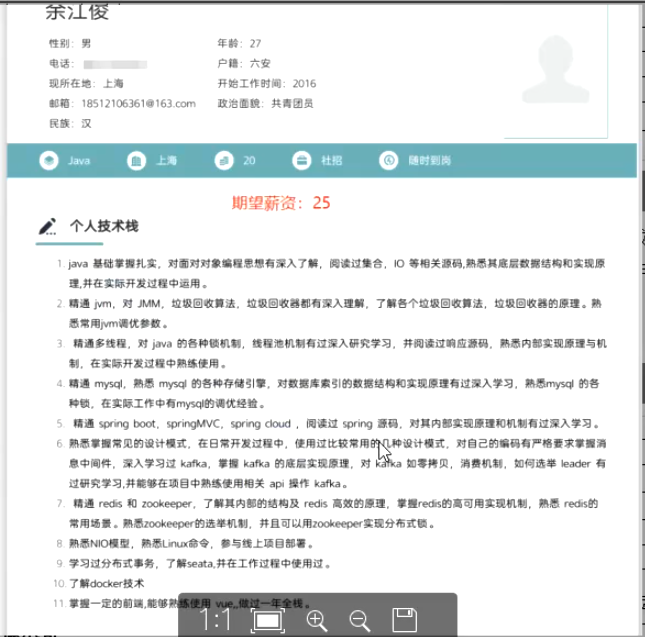 余江俊
性别：男 年龄：27
电话： 户籍：六安
现所在地：上海 开始工作时间：2016
邮箱：18512106361@163.com 政治面貌：共青团员
民族：汉
Java 上海 20 社招 随时到岗
期望薪资：25
个人技术栈
1. java 基础掌握扎实，对面对对象编程思想有深入了解，阅读过集合，IO 等相关源码,熟悉其底层数据结构和实现原
理,并在实际开发过程中运用。
2. 精通 jvm，对 JMM，垃圾回收算法，垃圾回收器都有深入理解，了解各个垃圾回收算法，垃圾回收器的原理。熟
悉常用jvm调优参数。
3. 精通多线程，对 java 的各种锁机制，线程池机制有过深入研究学习，并阅读过响应源码，熟悉内部实现原理与机
制，在实际开发过程中熟练使用。
4. 精通 mysql，熟悉 mysql 的各种存储引擎，对数据库索引的数据结构和实现原理有过深入学习，熟悉mysql 的各
种锁，在实际工作中有mysql的调优经验。
5. 精通 spring boot，springMVC，spring cloud ，阅读过 spring 源码，对其内部实现原理和机制有过深入学习。
6. 熟悉掌握常见的设计模式，在日常开发过程中，使用过比较常用的几种设计模式，对自己的编码有严格要求掌握消
息中间件，深入学习过 kafka，掌握 kafka 的底层实现原理，对 kafka 如零拷贝，消费机制，如何选举 leader 有
过研究学习,并能够在项目中熟练使用相关 api 操作 kafka。
7. 精通 redis 和 zookeeper，了解其内部的结构及 redis 高效的原理，掌握redis的高可用实现机制，熟悉 redis的
常用场景。熟悉zookeeper的选举机制，并且可以用zookeeper实现分布式锁。
8. 熟悉NIO模型，熟悉Linux命令，参与线上项目部署。
9. 学习过分布式事务，了解seata,并在工作过程中使用过。
10. 了解docker技术
11. 掌握一定的前端,能够熟练使用 vue,,做过一年全栈。
1:1